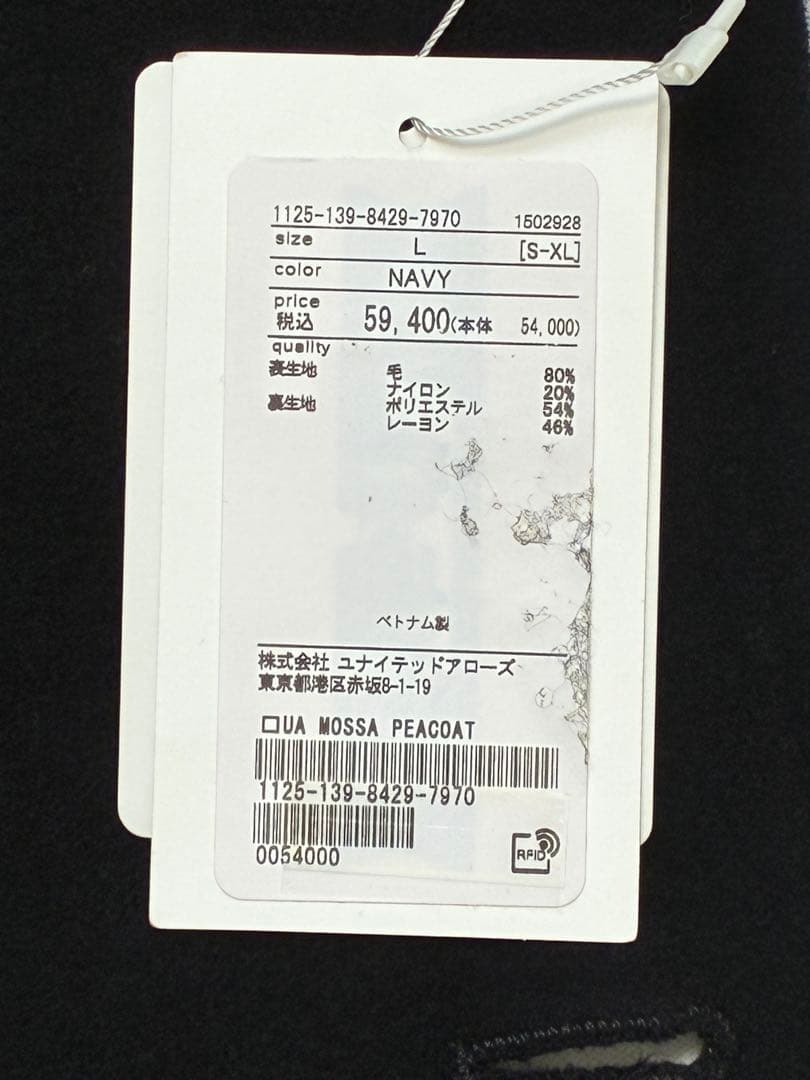 1125-139-8429-7970 1502928
size L [S-XL]
color NAVY
price
税込 59,400(本体 54,000)
quality
表生地 毛 80%
ナイロン 20%
裏生地 ポリエステル 54%
レーヨン 46%
ベトナム製
株式会社 ユナイテッドアローズ
東京都港区赤坂8-1-19
□UA MOSSA PEACOAT
1125-139-8429-7970
0054000
RFID